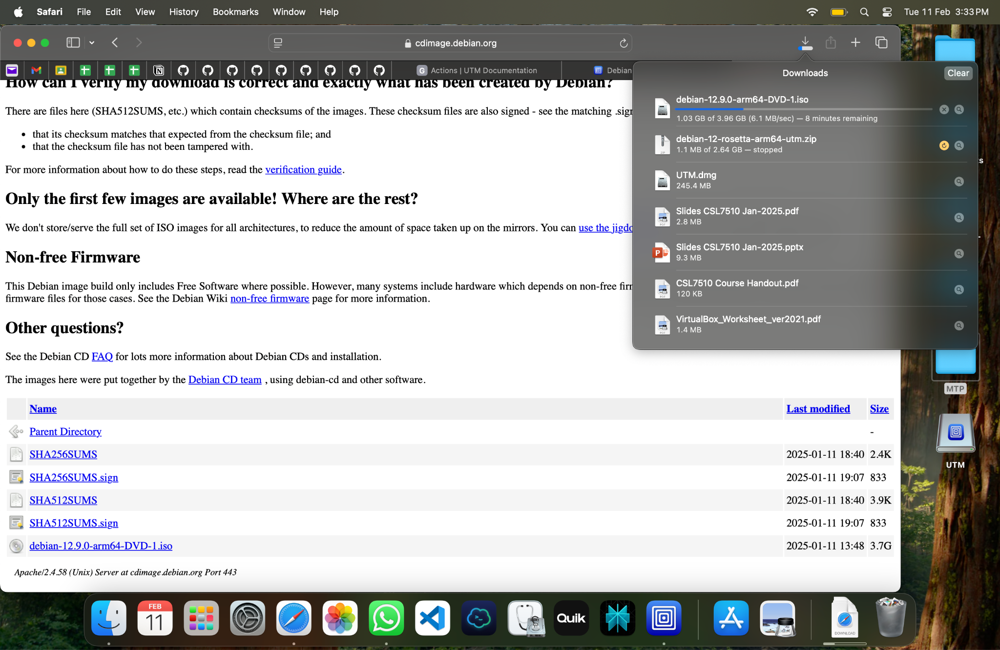 Safari File Edit View History Bookmarks Window Help Tue 11 Feb 3:33 PM
cdimage.debian.org
G Actions | UTM Documentation Debian
How can I verify my download is correct and exactly what has been created by Debian?
There are files here (SHA512SUMS, etc.) which contain checksums of the images. These checksum files are also signed - see the matching .sign
• that its checksum matches that expected from the checksum file; and
• that the checksum file has not been tampered with.
For more information about how to do these steps, read the verification guide.
Only the first few images are available! Where are the rest?
We don't store/serve the full set of ISO images for all architectures, to reduce the amount of space taken up on the mirrors. You can use the jigdo
Non-free Firmware
This Debian image build only includes Free Software where possible. However, many systems include hardware which depends on non-free firm
firmware files for those cases. See the Debian Wiki non-free firmware page for more information.
Other questions?
See the Debian CD FAQ for lots more information about Debian CDs and installation.
The images here were put together by the Debian CD team , using debian-cd and other software.
Name Last modified Size
Parent Directory -
SHA256SUMS 2025-01-11 18:40 2.4K
SHA256SUMS.sign 2025-01-11 19:07 833
SHA512SUMS 2025-01-11 18:40 3.9K
SHA512SUMS.sign 2025-01-11 19:07 833
debian-12.9.0-arm64-DVD-1.iso 2025-01-11 13:48 3.7G
Apache/2.4.58 (Unix) Server at cdimage.debian.org Port 443
Downloads Clear
debian-12.9.0-arm64-DVD-1.iso
1.03 GB of 3.96 GB (6.1 MB/sec) — 8 minutes remaining
debian-12-rosetta-arm64-utm.zip
1.1 MB of 2.64 GB — stopped
ZIP
UTM.dmg
245.4 MB
Slides CSL7510 Jan-2025.pdf
2.8 MB
PDF
Slides CSL7510 Jan-2025.pptx
9.3 MB
P
CSL7510 Course Handout.pdf
120 KB
PDF
VirtualBox_Worksheet_ver2021.pdf
1.4 MB
PDF
MTP
UTM
FEB
11
Quik
DOWNLOAD